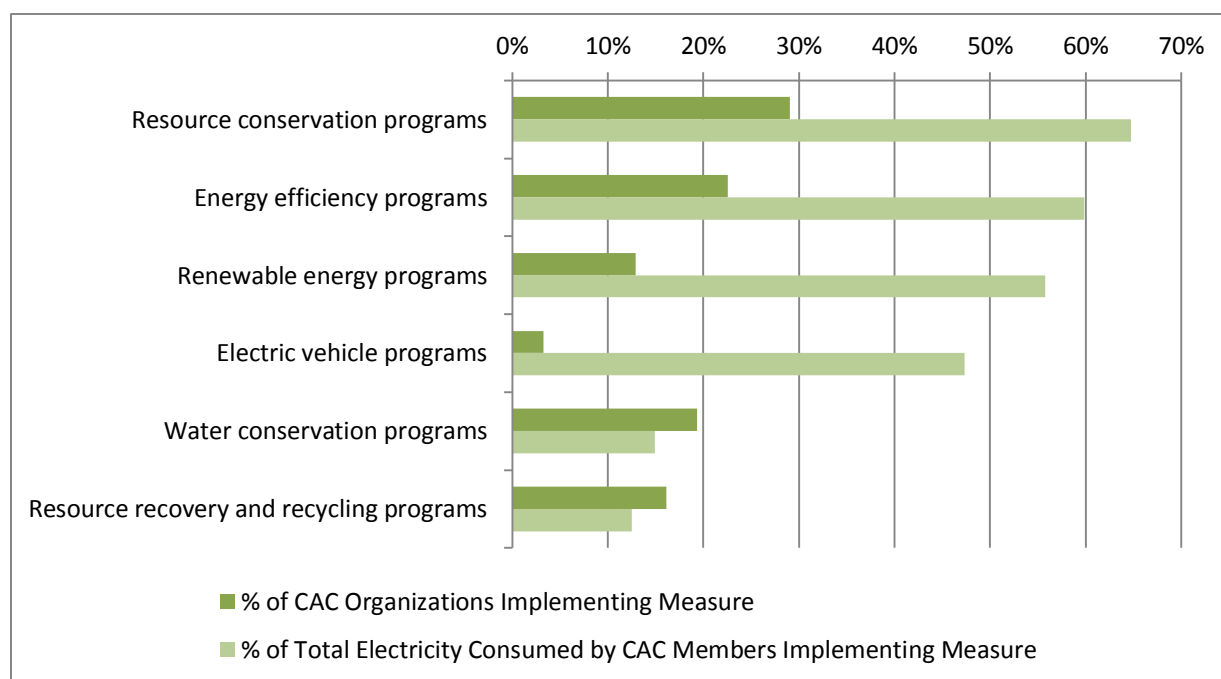 0% 10% 20% 30% 40% 50% 60% 70%
Resource conservation programs
Energy efficiency programs
Renewable energy programs
Electric vehicle programs
Water conservation programs
Resource recovery and recycling programs
% of CAC Organizations Implementing Measure
% of Total Electricity Consumed by CAC Members Implementing Measure